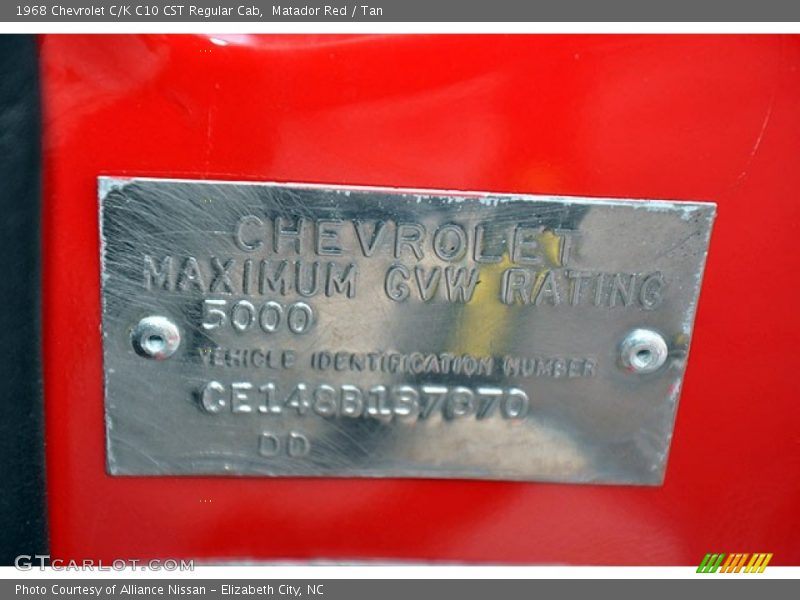 1968 Chevrolet C/K C10 CST Regular Cab, Matador Red / Tan
CHEVROLET
MAXIMUM GVW RATING
5000
VEHICLE IDENTIFICATION NUMBER
CE148B137870
DD
GTCARLOT.COM
Photo Courtesy of Alliance Nissan - Elizabeth City, NC